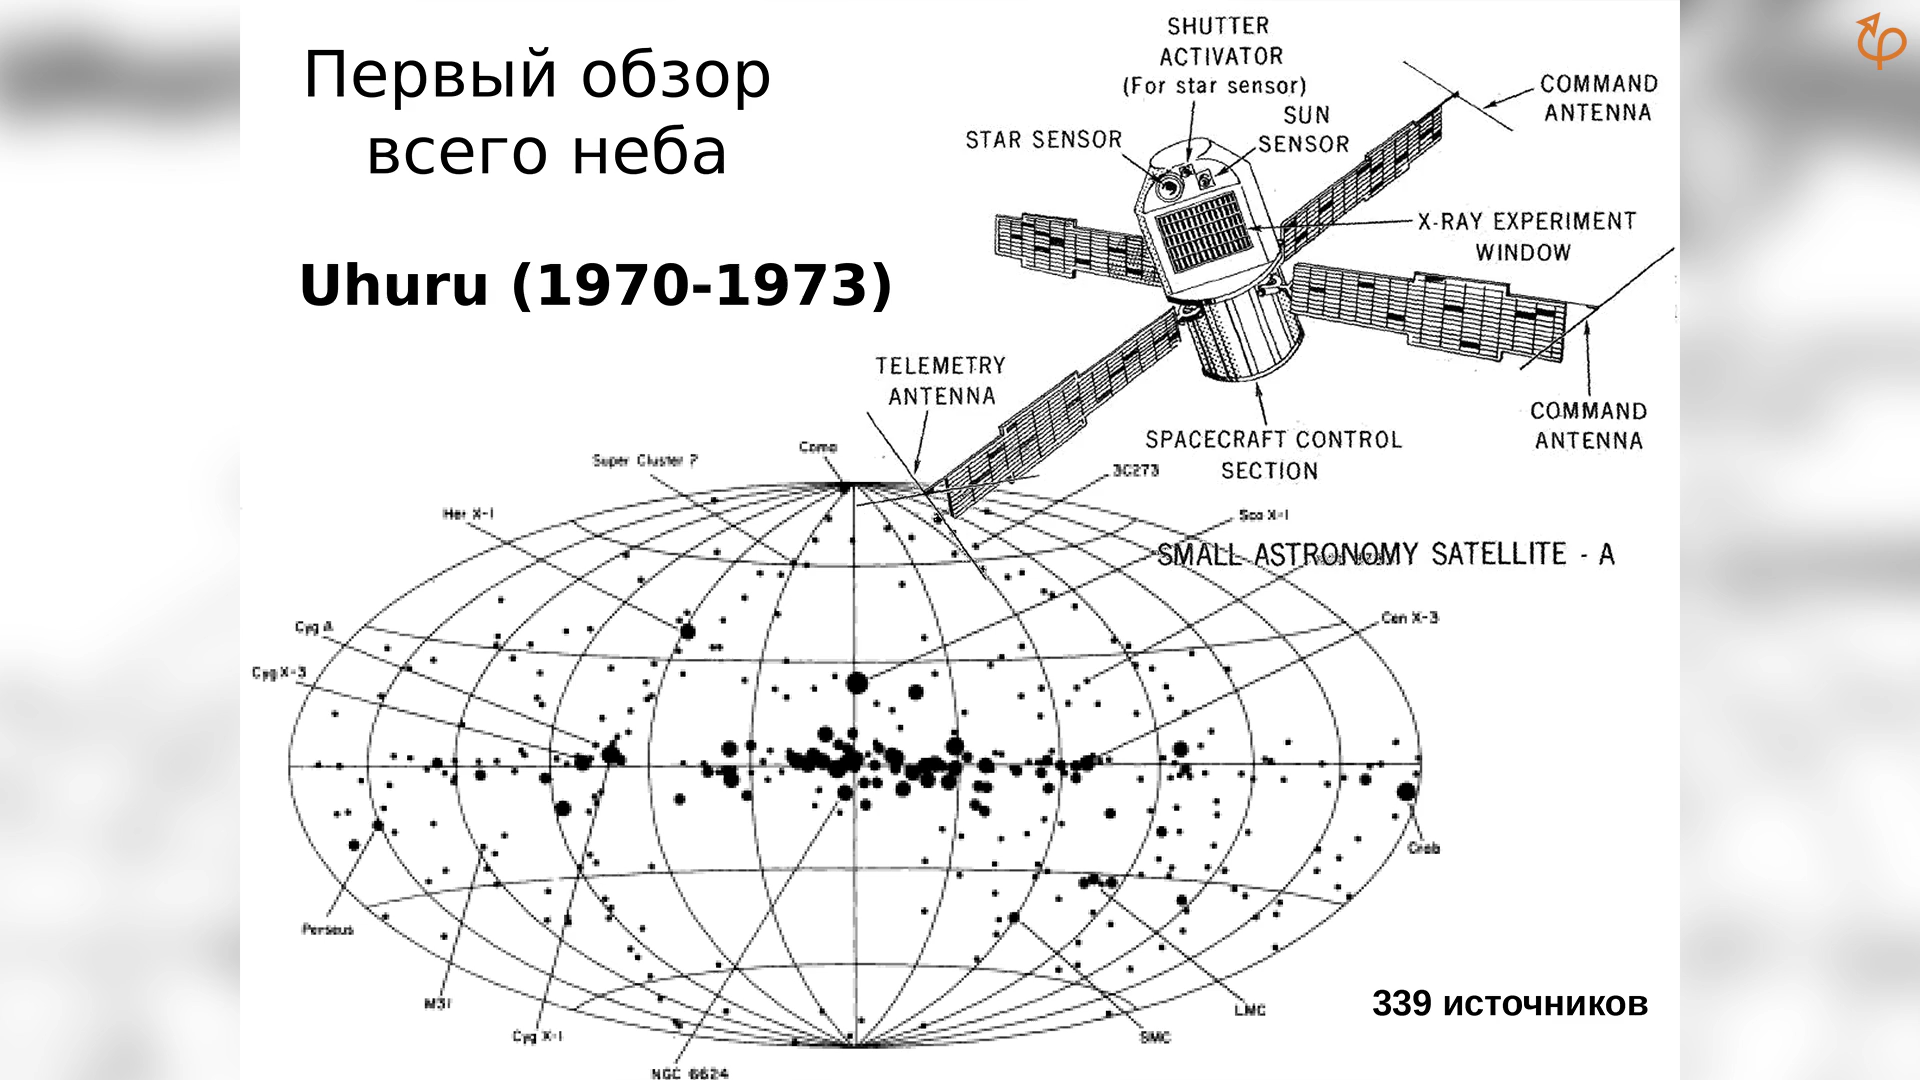 Первый обзор
всего неба
Uhuru (1970-1973)
SHUTTER
ACTIVATOR
(For star sensor)
SUN
SENSOR
STAR SENSOR
COMMAND
ANTENNA
X-RAY EXPERIMENT
WINDOW
TELEMETRY
ANTENNA
COMMAND
ANTENNA
SPACECRAFT CONTROL
SECTION
SMALL ASTRONOMY SATELLITE - A
Coma
Super Cluster ?
3C273
Her X-1
Sco X-1
Cyg A
Cen X-3
Cyg X-3
Crab
Perseus
M31
LMC
Cyg X-1
SMC
NGC 6624
339 источников